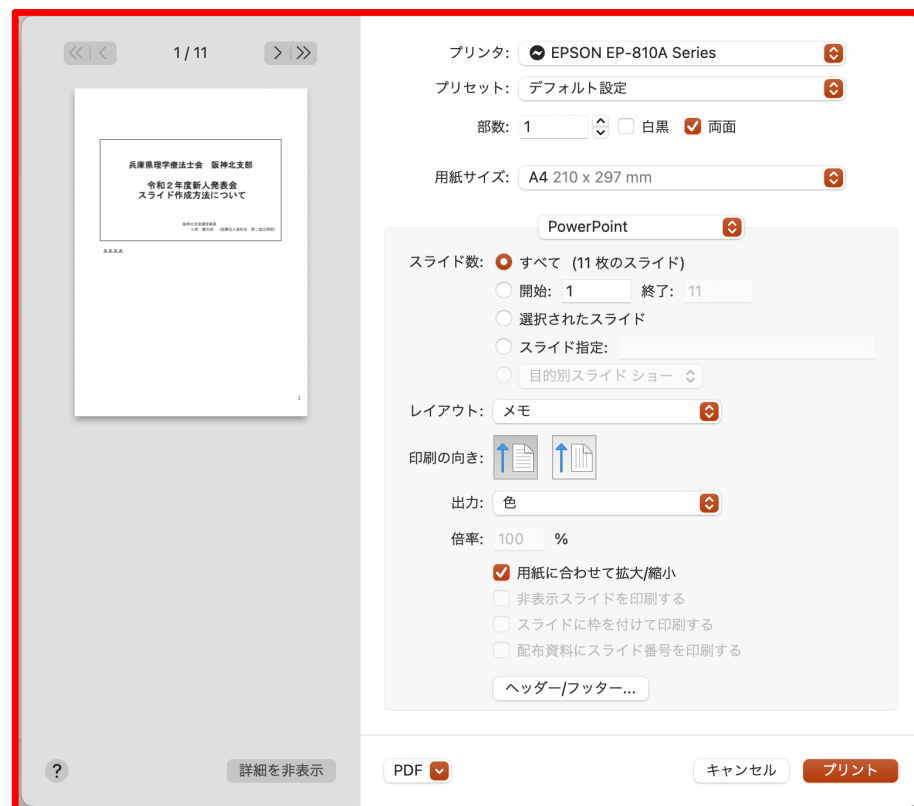 1 / 11
兵庫県理学療法士会 阪神北支部
令和２年度新人発表会
スライド作成方法について
ああああ
1
プリンタ: EPSON EP-810A Series
プリセット: デフォルト設定
部数: 1 白黒 両面
用紙サイズ: A4 210 x 297 mm
PowerPoint
スライド数: すべて (11 枚のスライド)
開始: 1 終了: 11
選択されたスライド
スライド指定:
目的別スライド ショー
レイアウト: メモ
印刷の向き:
出力: 色
倍率: 100 %
用紙に合わせて拡大/縮小
非表示スライドを印刷する
スライドに枠を付けて印刷する
配布資料にスライド番号を印刷する
ヘッダー/フッター...
? 詳細を非表示 PDF キャンセル プリント